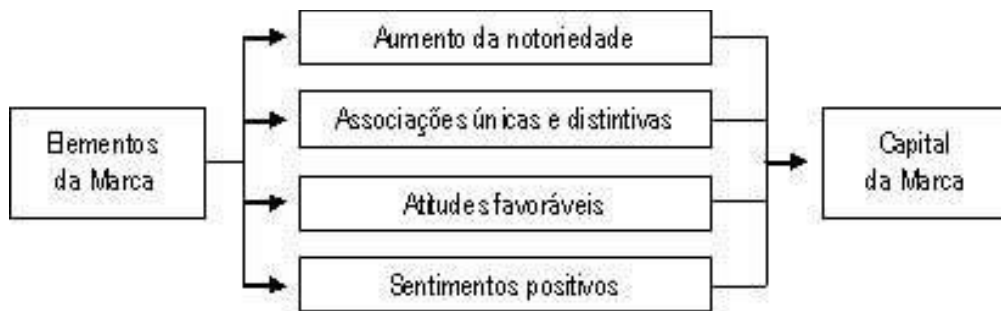 Elementos
da Marca
Aumento da notoriedade
Associações únicas e distintivas
Atitudes favoráveis
Sentimentos positivos
Capital
da Marca